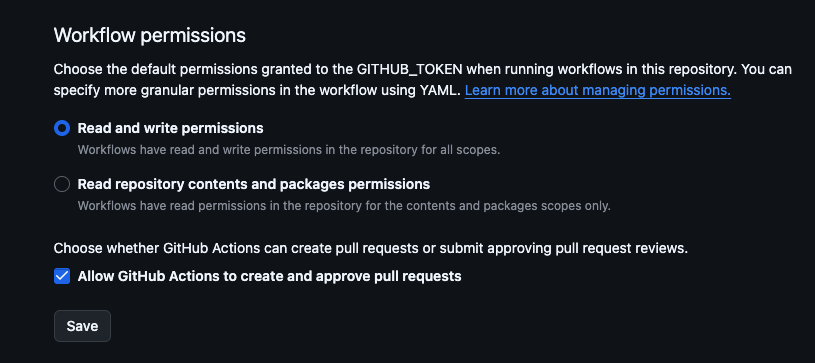 Workflow permissions
Choose the default permissions granted to the GITHUB_TOKEN when running workflows in this repository. You can
specify more granular permissions in the workflow using YAML. Learn more about managing permissions.
Read and write permissions
Workflows have read and write permissions in the repository for all scopes.
Read repository contents and packages permissions
Workflows have read permissions in the repository for the contents and packages scopes only.
Choose whether GitHub Actions can create pull requests or submit approving pull request reviews.
Allow GitHub Actions to create and approve pull requests
Save